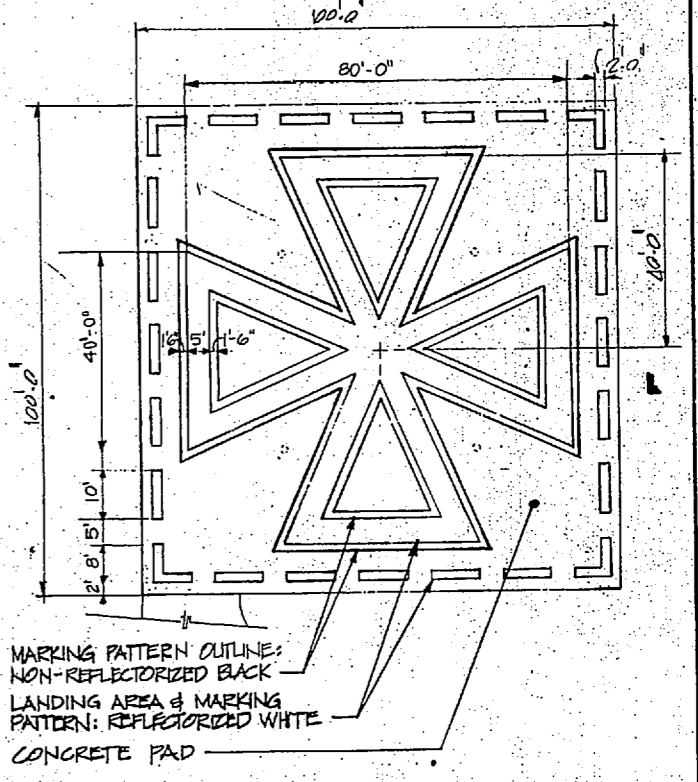 100'-0"
80'-0"
2'-0"
40'-0"
40'-0"
1'6" 5' 1'-6"
100'-0"
10'
5'
8'
2'
MARKING PATTERN OUTLINE:
NON-REFLECTORIZED BLACK
LANDING AREA & MARKING
PATTERN: REFLECTORIZED WHITE
CONCRETE PAD